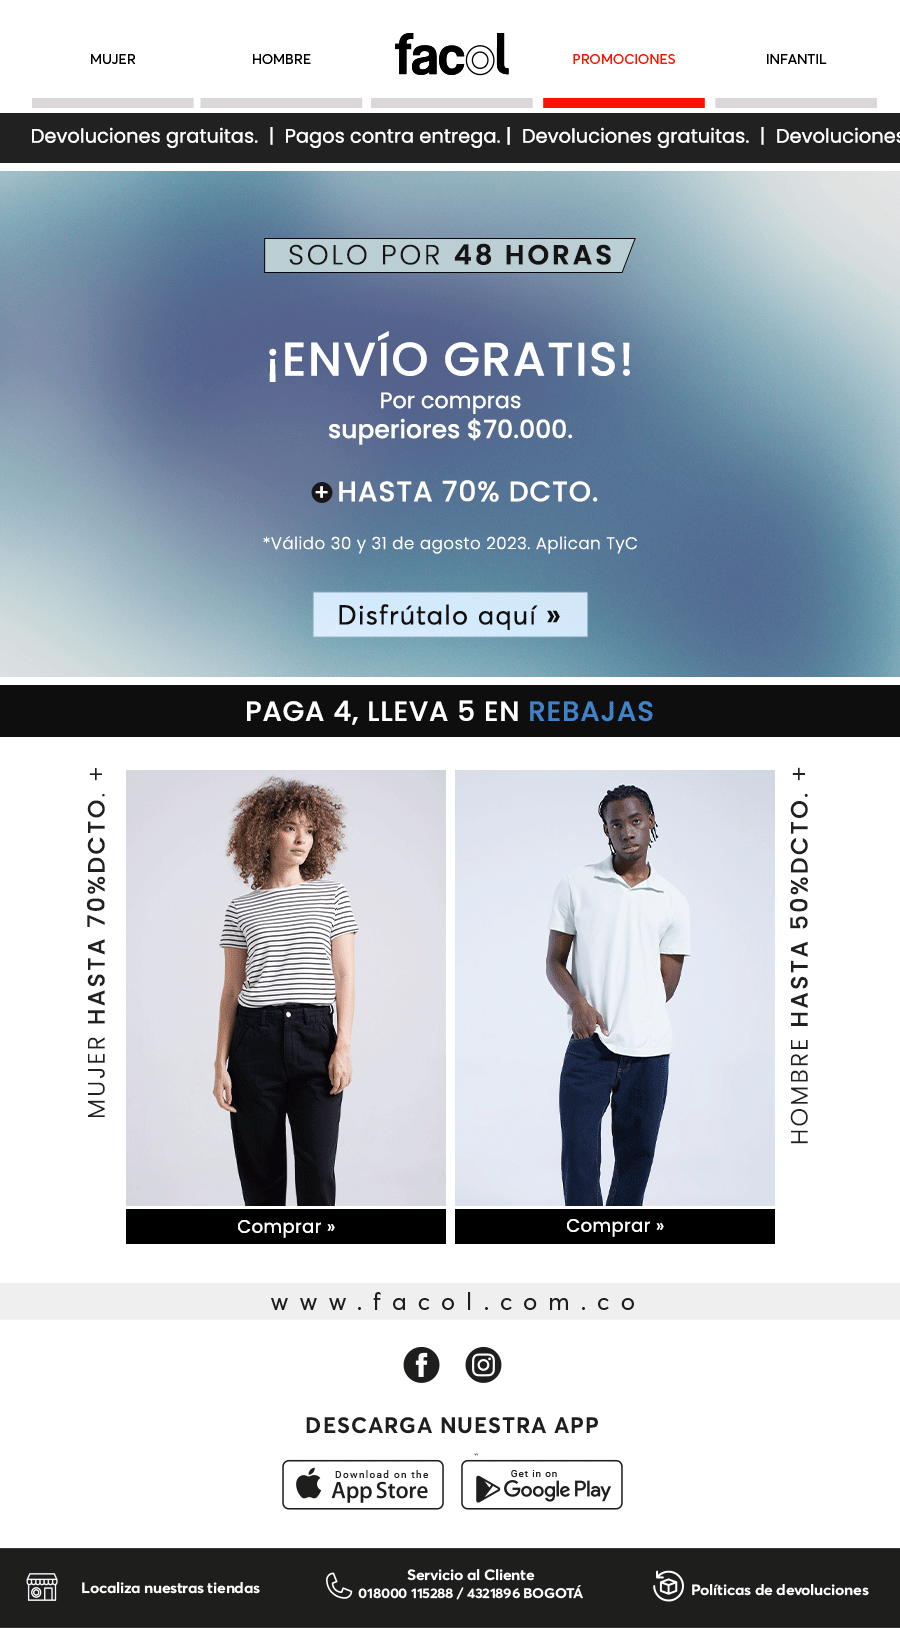 MUJER
HOMBRE
facol
PROMOCIONES
INFANTIL
Devoluciones gratuitas. | Pagos contra entrega. | Devoluciones gratuitas. | Devoluciones
SOLO POR 48 HORAS
¡ENVÍO GRATIS!
Por compras
superiores $70.000.
+ HASTA 70% DCTO.
*Válido 30 y 31 de agosto 2023. Aplican TyC
Disfrútalo aquí »
PAGA 4, LLEVA 5 EN REBAJAS
MUJER HASTA 70%DCTO. +
HOMBRE HASTA 50%DCTO. +
Comprar »
Comprar »
www.facol.com.co
DESCARGA NUESTRA APP
Download on the
App Store
Get in on
Google Play
Localiza nuestras tiendas
Servicio al Cliente
018000 115288 / 4321896 BOGOTÁ
Políticas de devoluciones